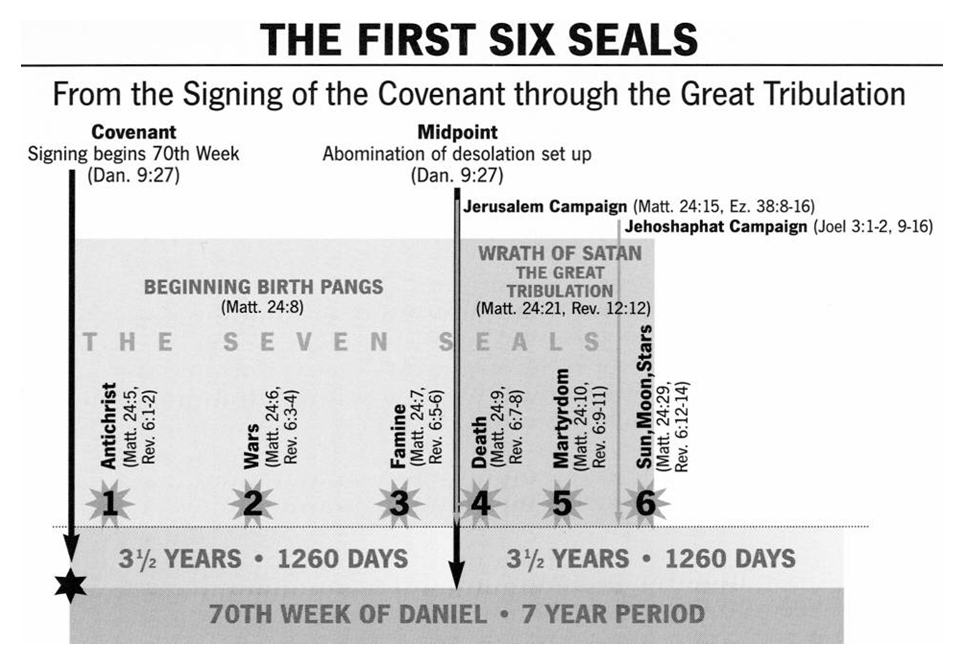 THE FIRST SIX SEALS
From the Signing of the Covenant through the Great Tribulation
Covenant
Signing begins 70th Week
(Dan. 9:27)
Midpoint
Abomination of desolation set up
(Dan. 9:27)
Jerusalem Campaign (Matt. 24:15, Ez. 38:8-16)
Jehoshaphat Campaign (Joel 3:1-2, 9-16)
BEGINNING BIRTH PANGS
(Matt. 24:8)
WRATH OF SATAN
THE GREAT
TRIBULATION
(Matt. 24:21, Rev. 12:12)
THE SEVEN SEALS
Antichrist
(Matt. 24:5,
Rev. 6:1-2)
Wars
(Matt. 24:6,
Rev. 6:3-4)
Famine
(Matt. 24:7,
Rev. 6:5-6)
Death
(Matt. 24:9,
Rev. 6:7-8)
Martyrdom
(Matt. 24:10,
Rev. 6:9-11)
Sun,Moon,Stars
(Matt. 24:29,
Rev. 6:12-14)
1 2 3 4 5 6
3½ YEARS • 1260 DAYS
3½ YEARS • 1260 DAYS
70TH WEEK OF DANIEL • 7 YEAR PERIOD